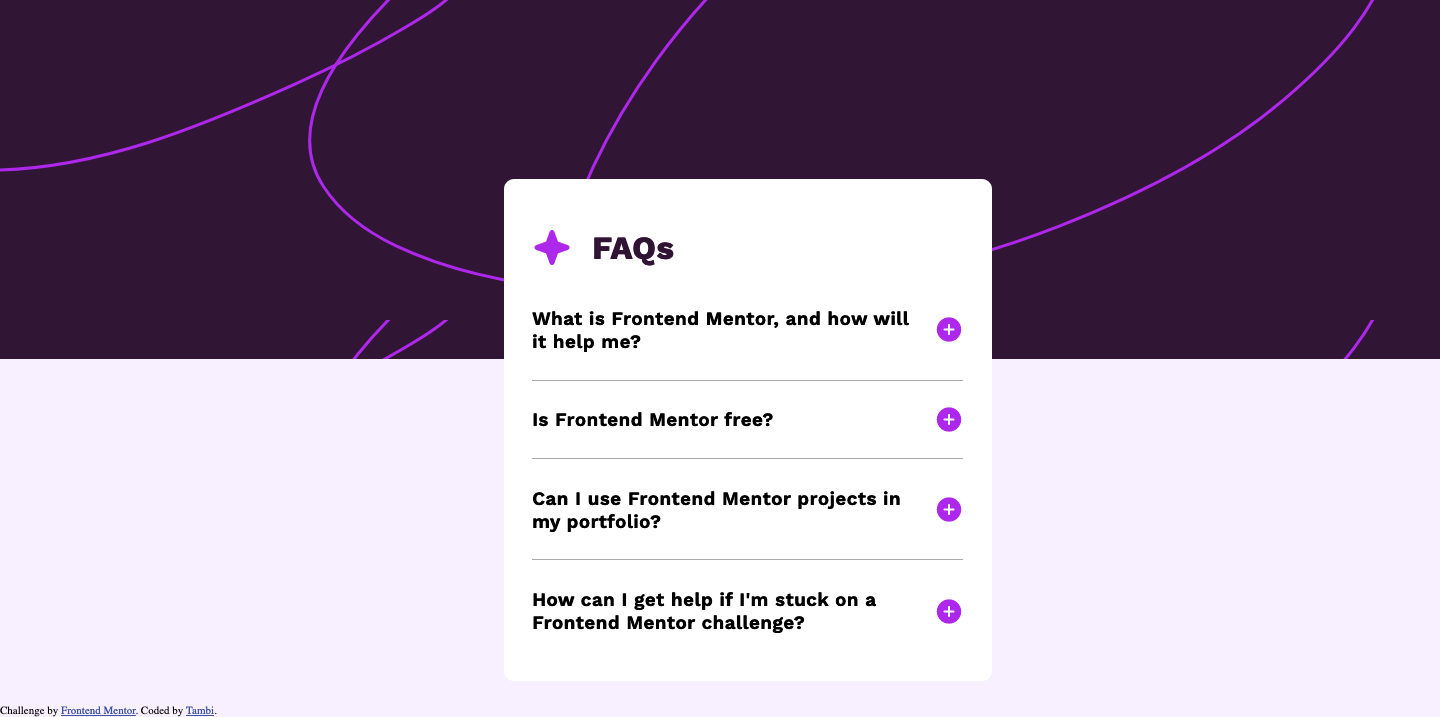 FAQs
What is Frontend Mentor, and how will
it help me?
Is Frontend Mentor free?
Can I use Frontend Mentor projects in
my portfolio?
How can I get help if I'm stuck on a
Frontend Mentor challenge?
Challenge by Frontend Mentor. Coded by Tambi.